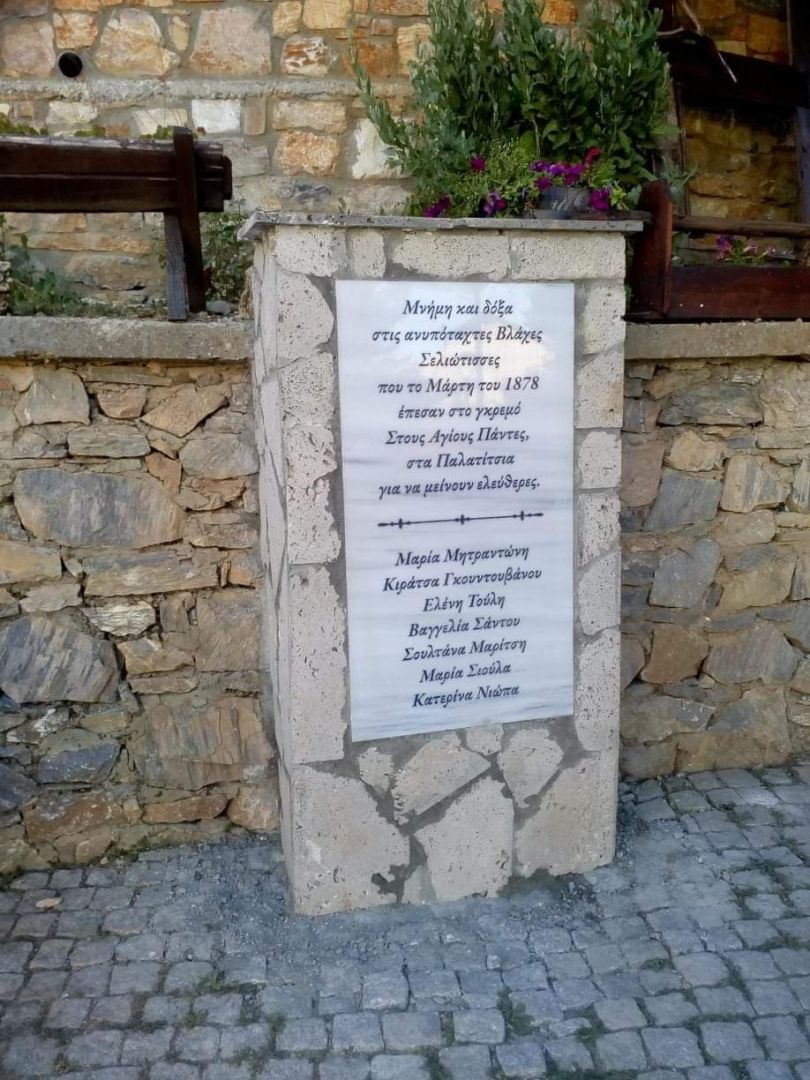 Μνήμη και δόξα
στις ανυπόταχτες Βλάχες
Σελιώτισσες
που το Μάρτη του 1878
έπεσαν στο γκρεμό
Στους Αγίους Πάντες,
στα Παλατίτσια
για να μείνουν ελεύθερες.
Μαρία Μητραντώνη
Κιράτσα Γκουντουβάνου
Ελένη Τούλη
Βαγγελία Σάντου
Σουλτάνα Μαρίτση
Μαρία Σιούλα
Κατερίνα Νιώπα